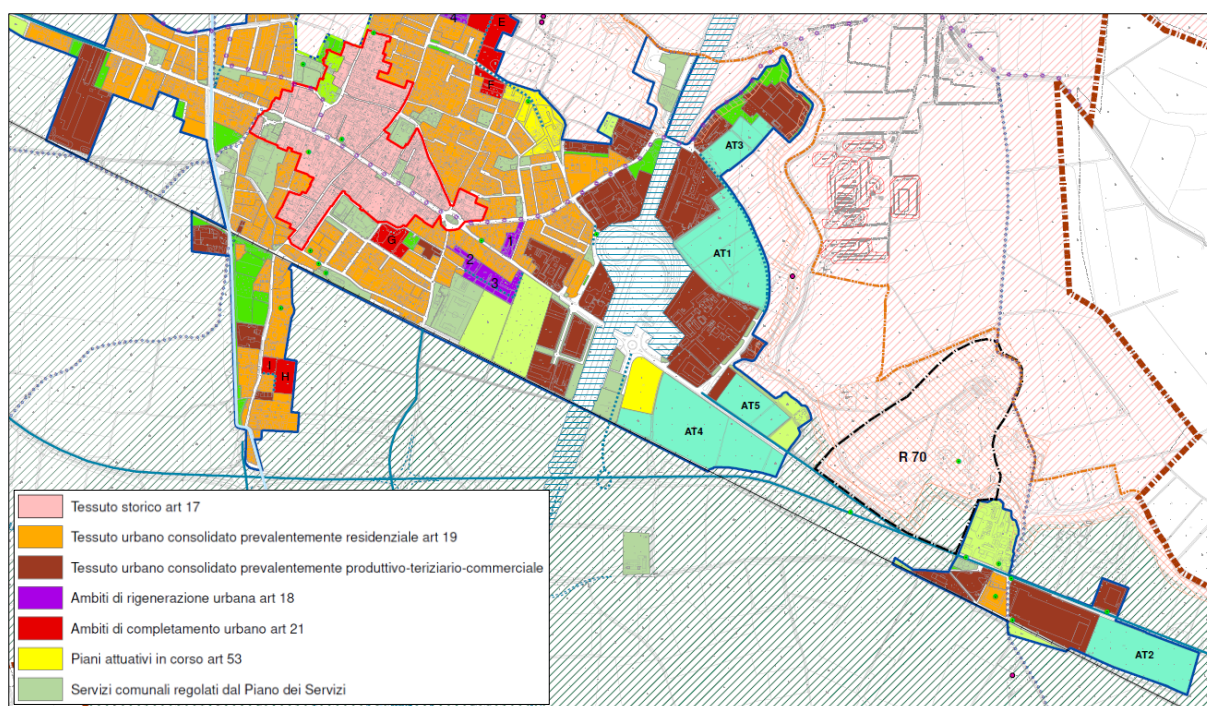 4
E
F
AT3
1
G
2
3
AT1
I
H
AT5
AT4
R 70
AT2
Tessuto storico art 17
Tessuto urbano consolidato prevalentemente residenziale art 19
Tessuto urbano consolidato prevalentemente produttivo-teriziario-commerciale
Ambiti di rigenerazione urbana art 18
Ambiti di completamento urbano art 21
Piani attuativi in corso art 53
Servizi comunali regolati dal Piano dei Servizi